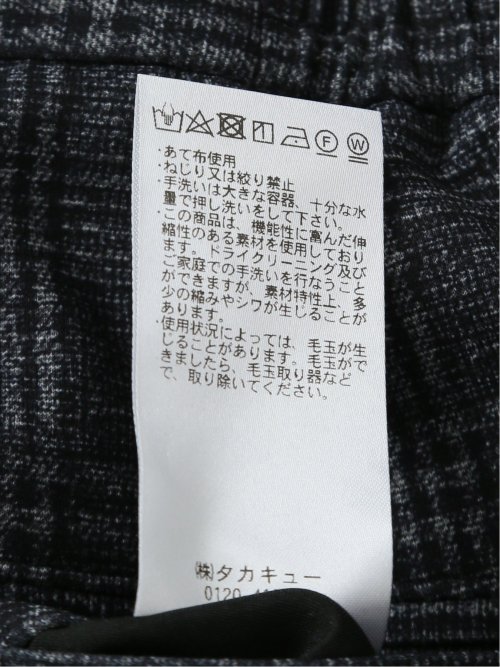 ・あて布使用
・ねじり又は絞り禁止
・手洗いは大きな容器、十分な水
量で押し洗いをして下さい。
・この商品は、機能性に富んだ伸
縮性のある素材を使用しており
ます。ドライクリーニング及び
ご家庭での手洗いを行なうこと
ができますが、素材特性上、多
少の縮みやシワが生じることが
あります。
・使用状況によっては、毛玉が生
じることがあります。毛玉がで
きましたら、毛玉取り器など
で、取り除いてください。
㈱タカキュー
0120